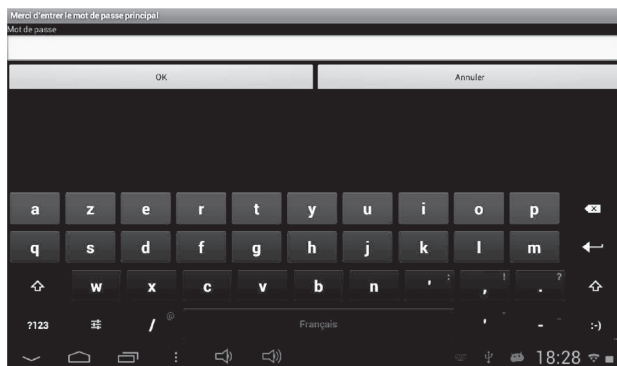 Merci d'entrer le mot de passe principal
Mot de passe
OK Annuler
a z e r t y u i o p
q s d f g h j k l m
w x c v b n ' ; , ! . ?
?123 / @ Français ' " - :-)
18:28